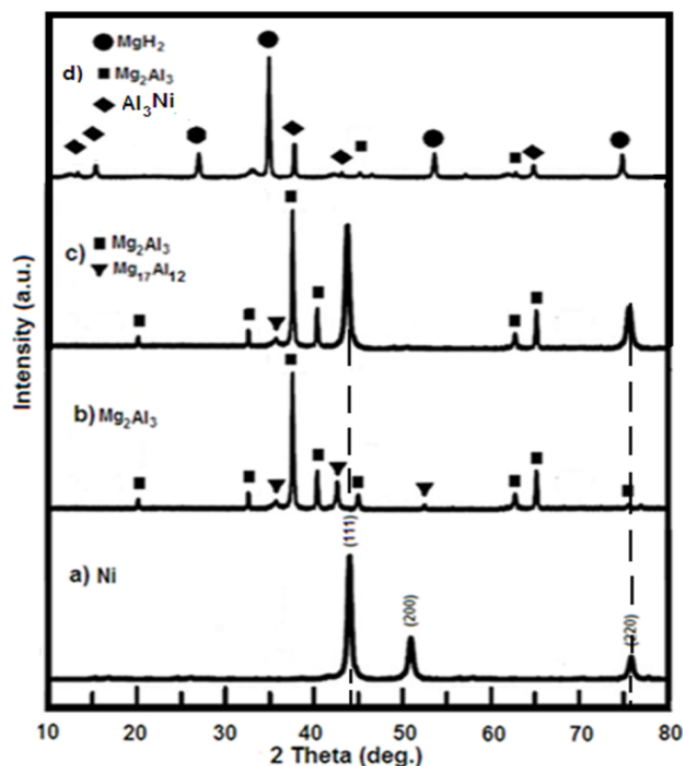 MgH₂
d) Mg₂Al₃
Al₃Ni
c) Mg₂Al₃
Mg₁₇Al₁₂
b) Mg₂Al₃
a) Ni
(111)
(200)
(220)
Intensity (a.u.)
10 20 30 40 50 60 70 80
2 Theta (deg.)